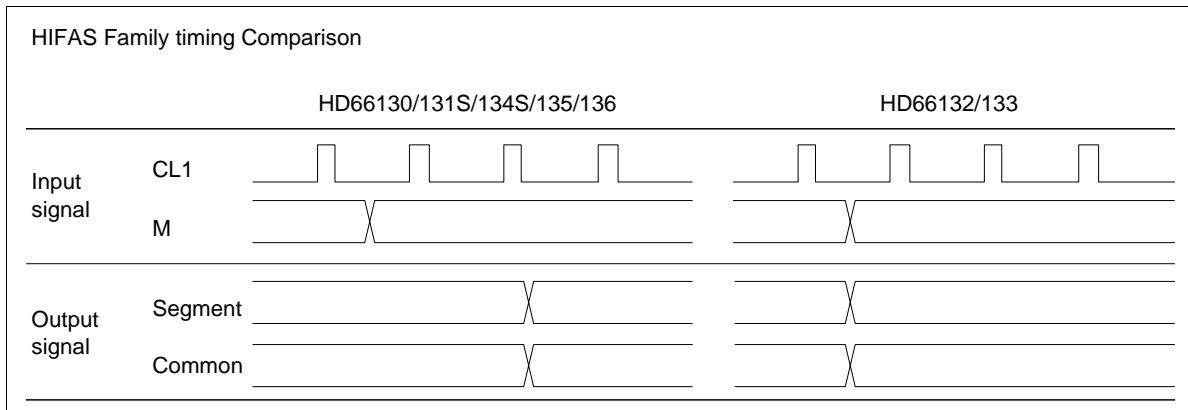 HIFAS Family timing Comparison
HD66130/131S/134S/135/136
HD66132/133
Input
signal
CL1
M
Output
signal
Segment
Common